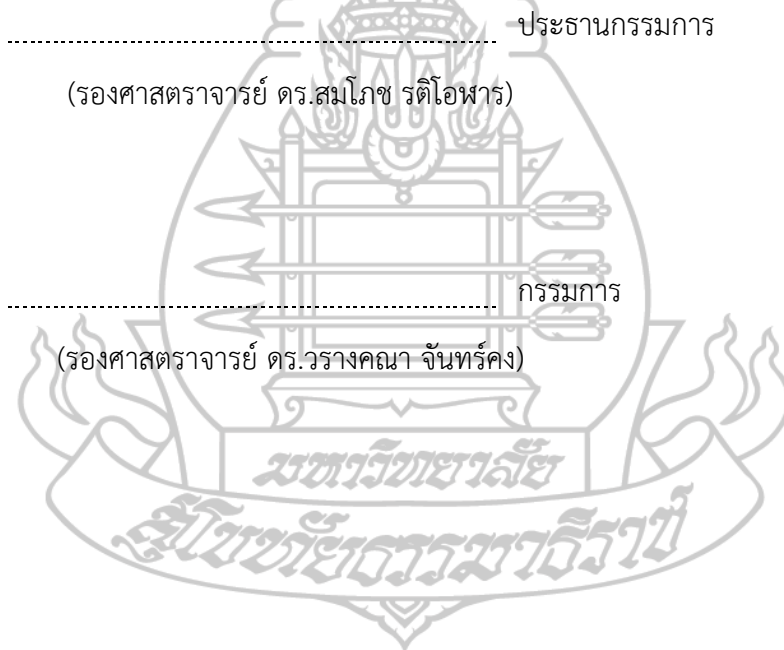 ประธานกรรมการ
(รองศาสตราจารย์ ดร.สมโภช รติโอฬาร)
กรรมการ
(รองศาสตราจารย์ ดร.วรางคณา จันทร์คง)
มหาวิทยาลัย
สุโขทัยธรรมาธิราช